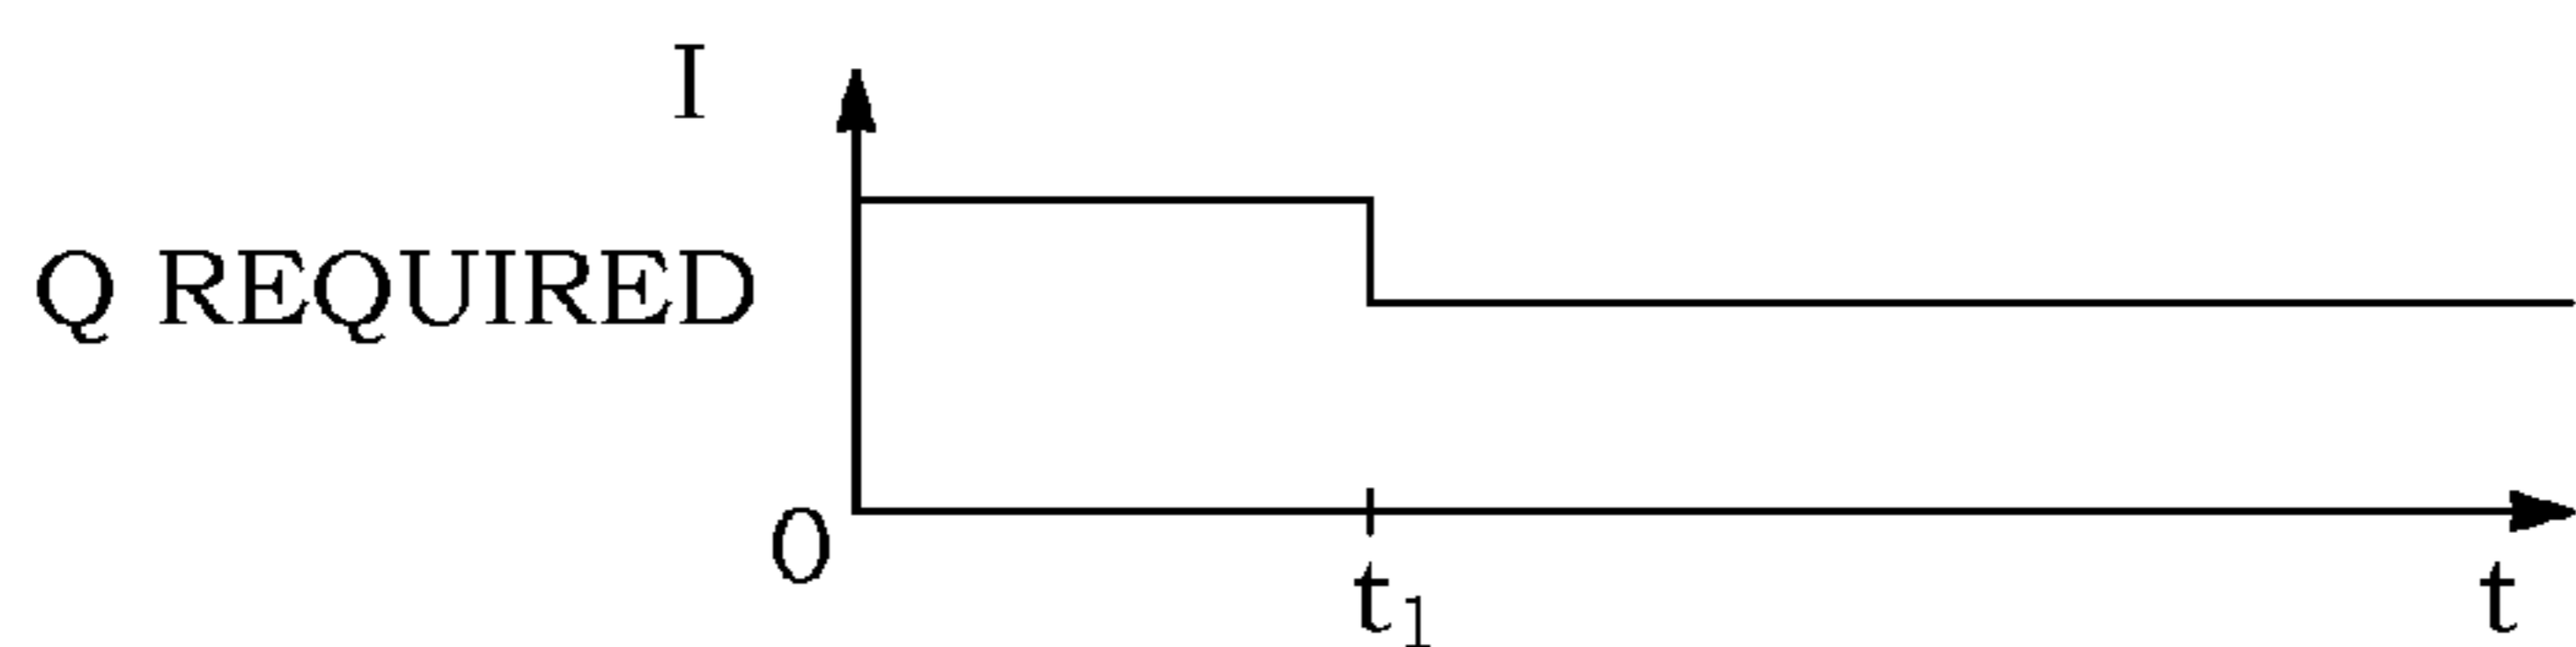 I
Q REQUIRED
0
t₁
t